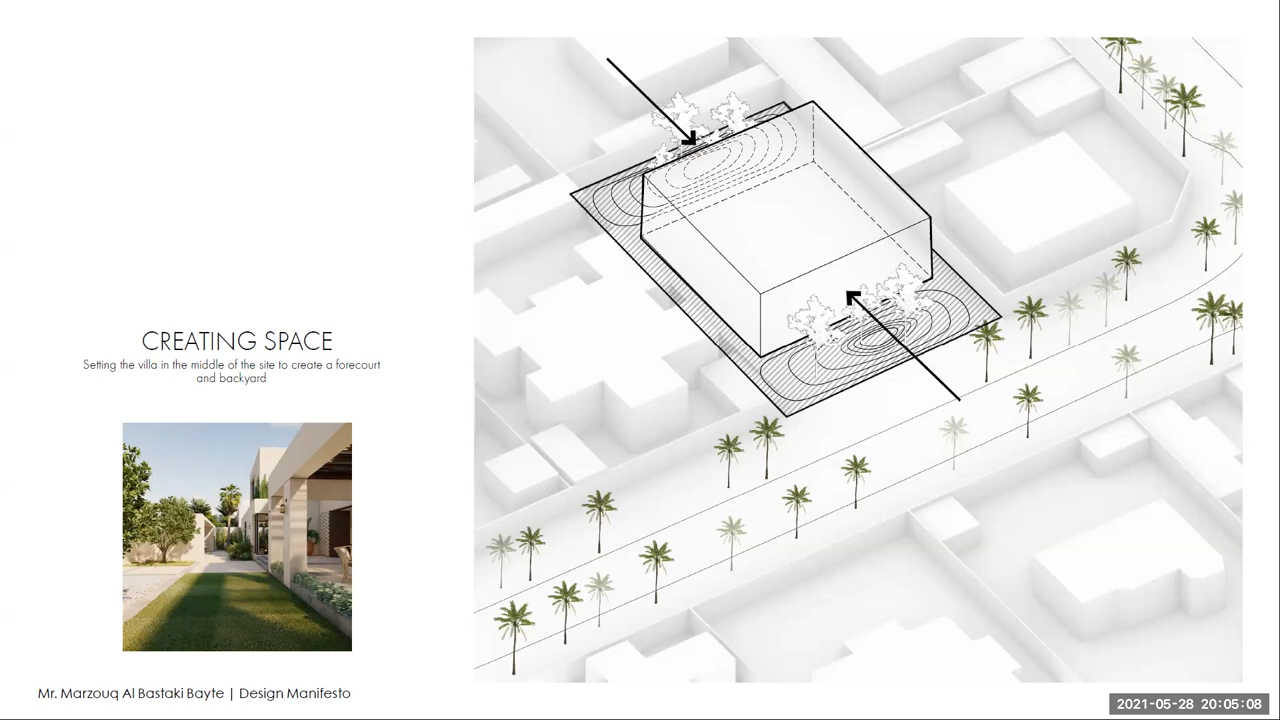 CREATING SPACE
Setting the villa in the middle of the site to create a forecourt
and backyard
Mr. Marzouq Al Bastaki Bayte | Design Manifesto
2021-05-28 20:05:08